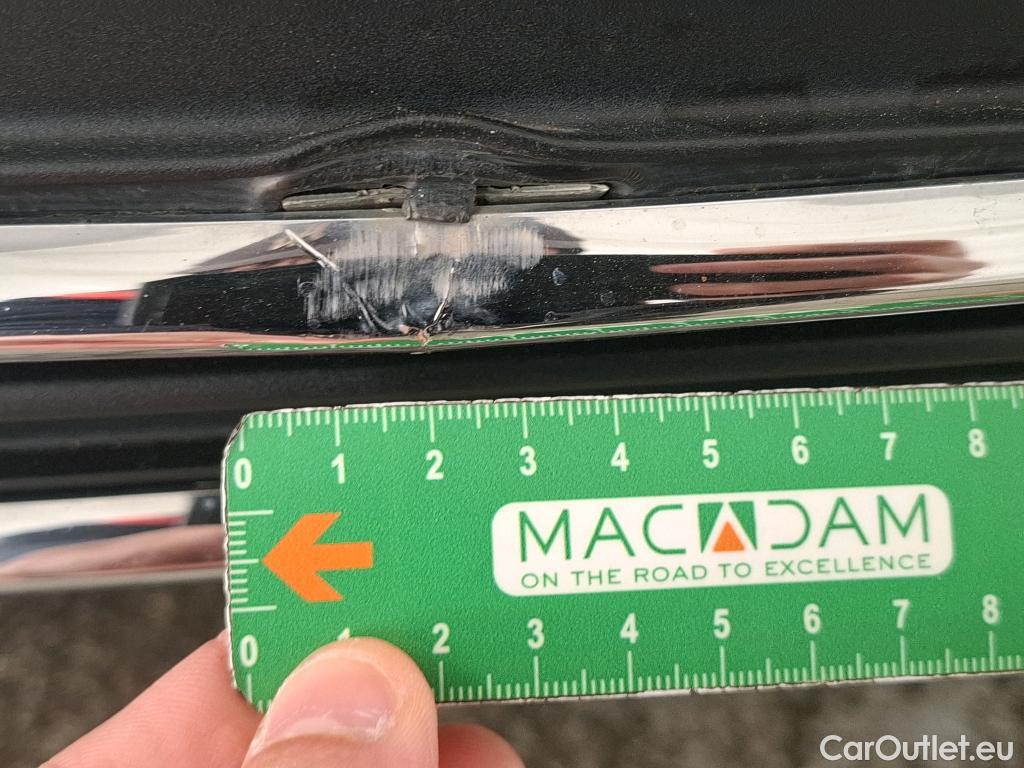 0 1 2 3 4 5 6 7 8
MACADAM
ON THE ROAD TO EXCELLENCE
0 1 2 3 4 5 6 7 8
CarOutlet.eu